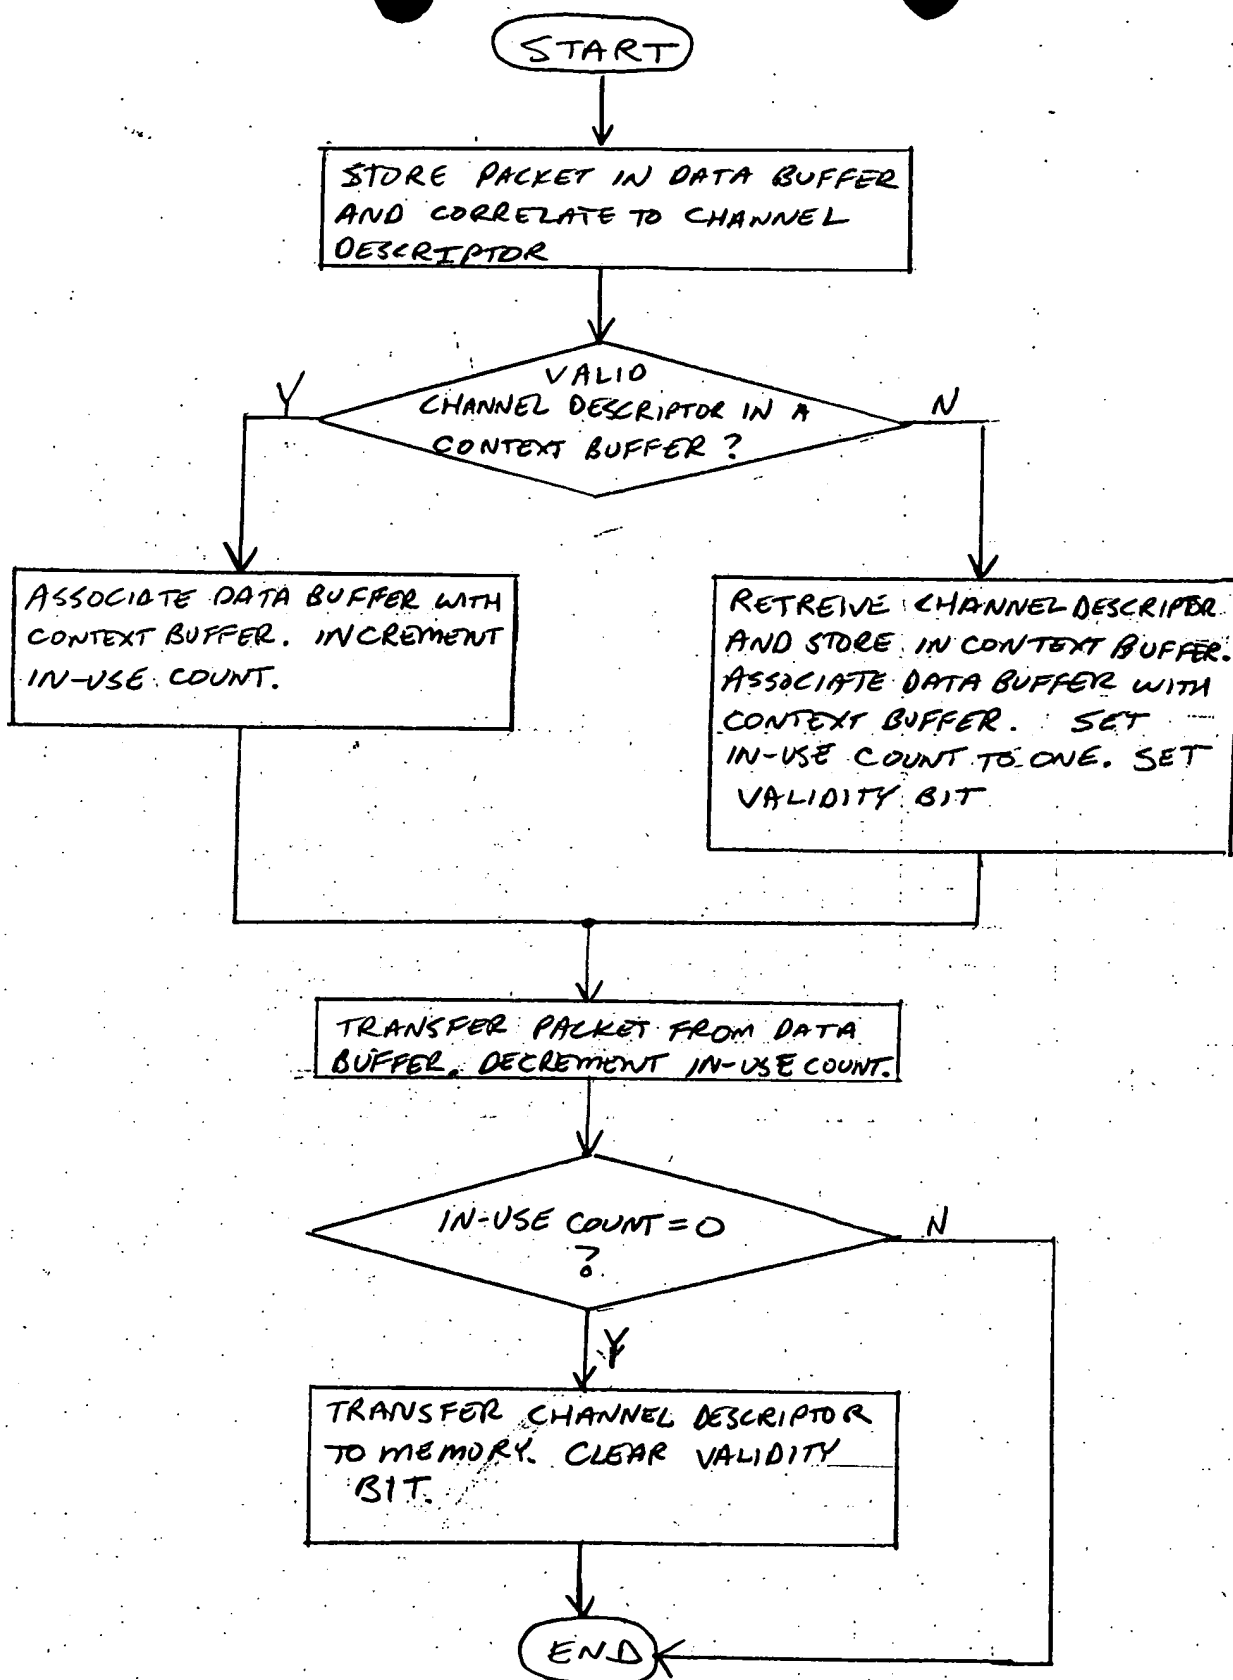 START
STORE PACKET IN DATA BUFFER
AND CORRELATE TO CHANNEL
DESCRIPTOR
VALID
CHANNEL DESCRIPTOR IN A
CONTEXT BUFFER ?
Y
N
ASSOCIATE DATA BUFFER WITH
CONTEXT BUFFER. INCREMENT
IN-USE COUNT.
RETREIVE CHANNEL DESCRIPTOR
AND STORE IN CONTEXT BUFFER.
ASSOCIATE DATA BUFFER WITH
CONTEXT BUFFER. SET
IN-USE COUNT TO ONE. SET
VALIDITY BIT
TRANSFER PACKET FROM DATA
BUFFER. DECREMENT IN-USE COUNT.
IN-USE COUNT = 0
?
N
Y
TRANSFER CHANNEL DESCRIPTOR
TO MEMORY. CLEAR VALIDITY
BIT.
END